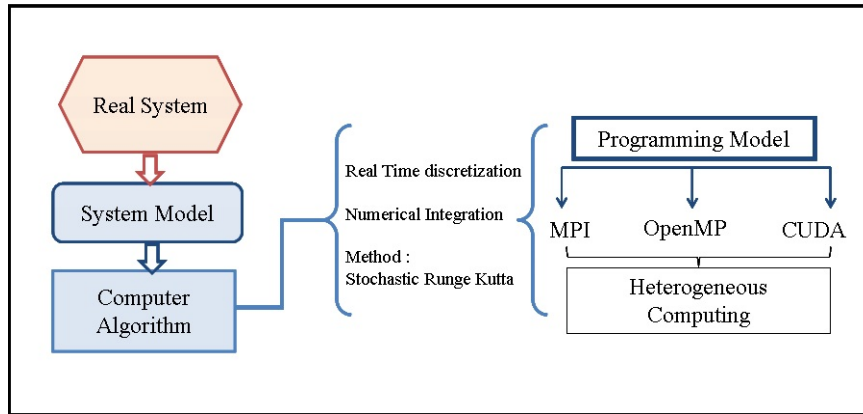 Real System
System Model
Computer
Algorithm
Real Time discretization
Numerical Integration
Method :
Stochastic Runge Kutta
Programming Model
MPI
OpenMP
CUDA
Heterogeneous
Computing